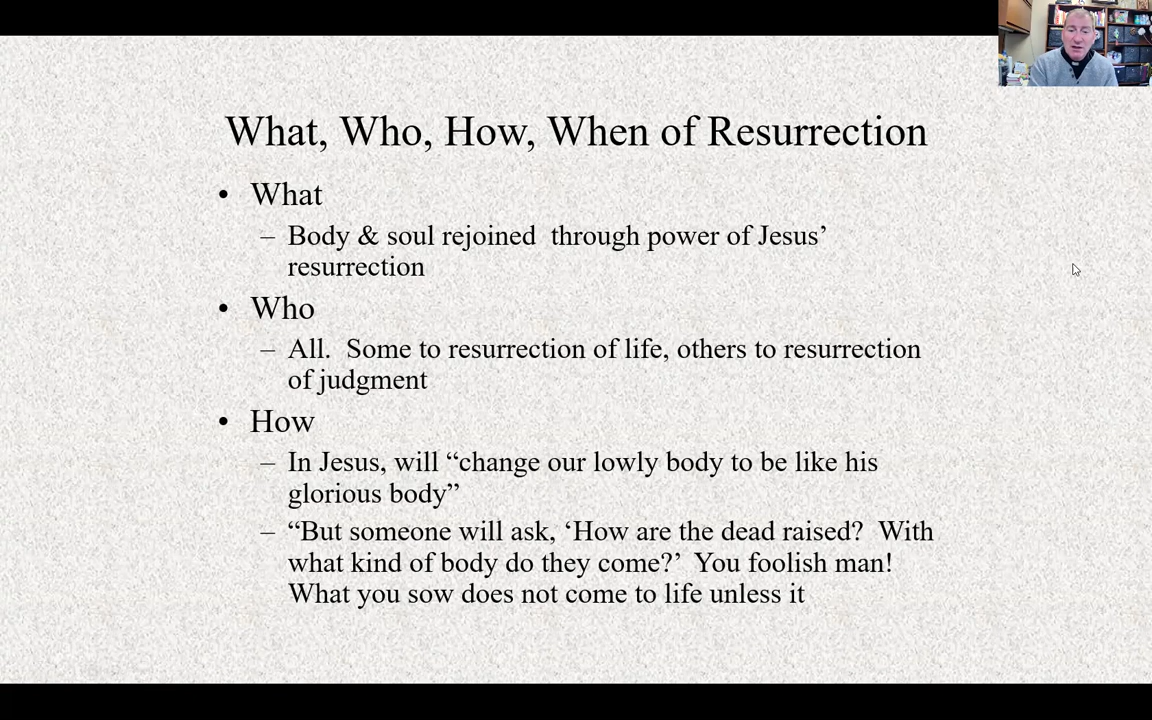 What, Who, How, When of Resurrection
• What
– Body & soul rejoined  through power of Jesus’
resurrection
• Who
– All.  Some to resurrection of life, others to resurrection
of judgment
• How
– In Jesus, will “change our lowly body to be like his
glorious body”
– “But someone will ask, ‘How are the dead raised?  With
what kind of body do they come?’  You foolish man!
What you sow does not come to life unless it